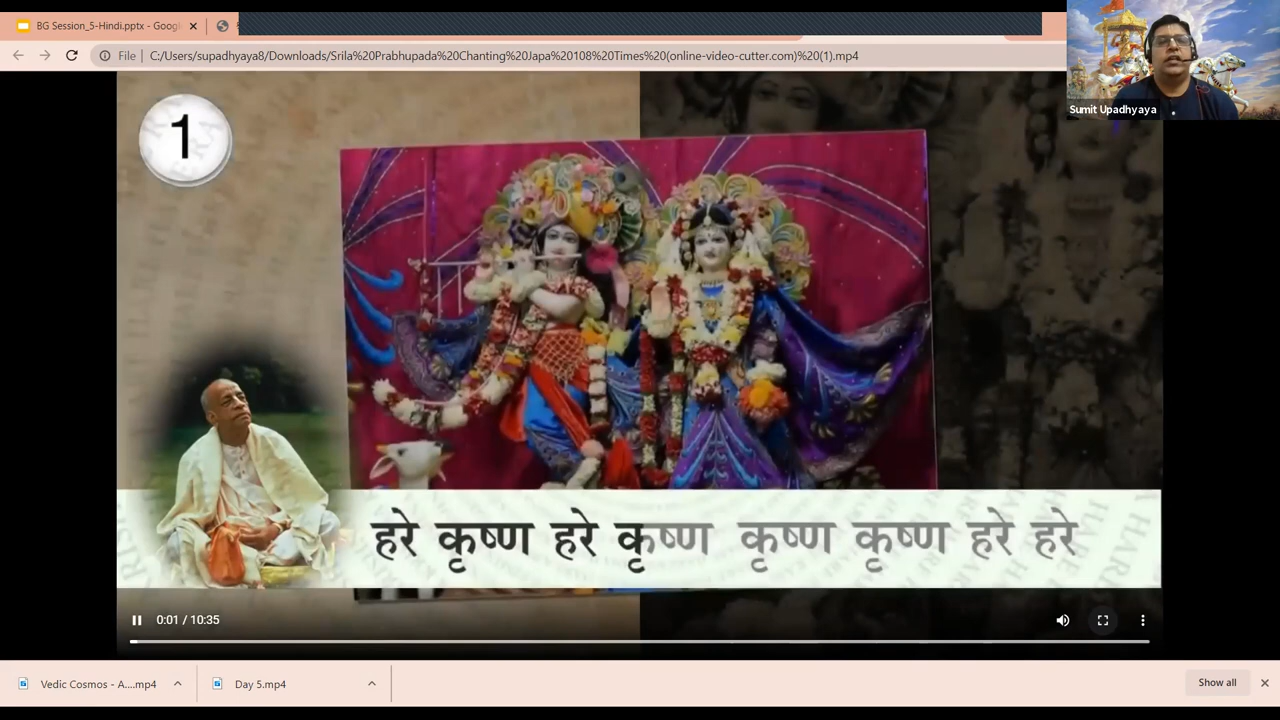 BG Session_5-Hindi.pptx - Googl
File | C:/Users/supadhyaya8/Downloads/Srila%20Prabhupada%20Chanting%20Japa%20108%20Times%20(online-video-cutter.com)%20(1).mp4
Sumit Upadhyaya
1
हरे कृष्ण हरे कृष्ण कृष्ण कृष्ण हरे हरे
0:01 / 10:35
Vedic Cosmos - A....mp4
Day 5.mp4
Show all